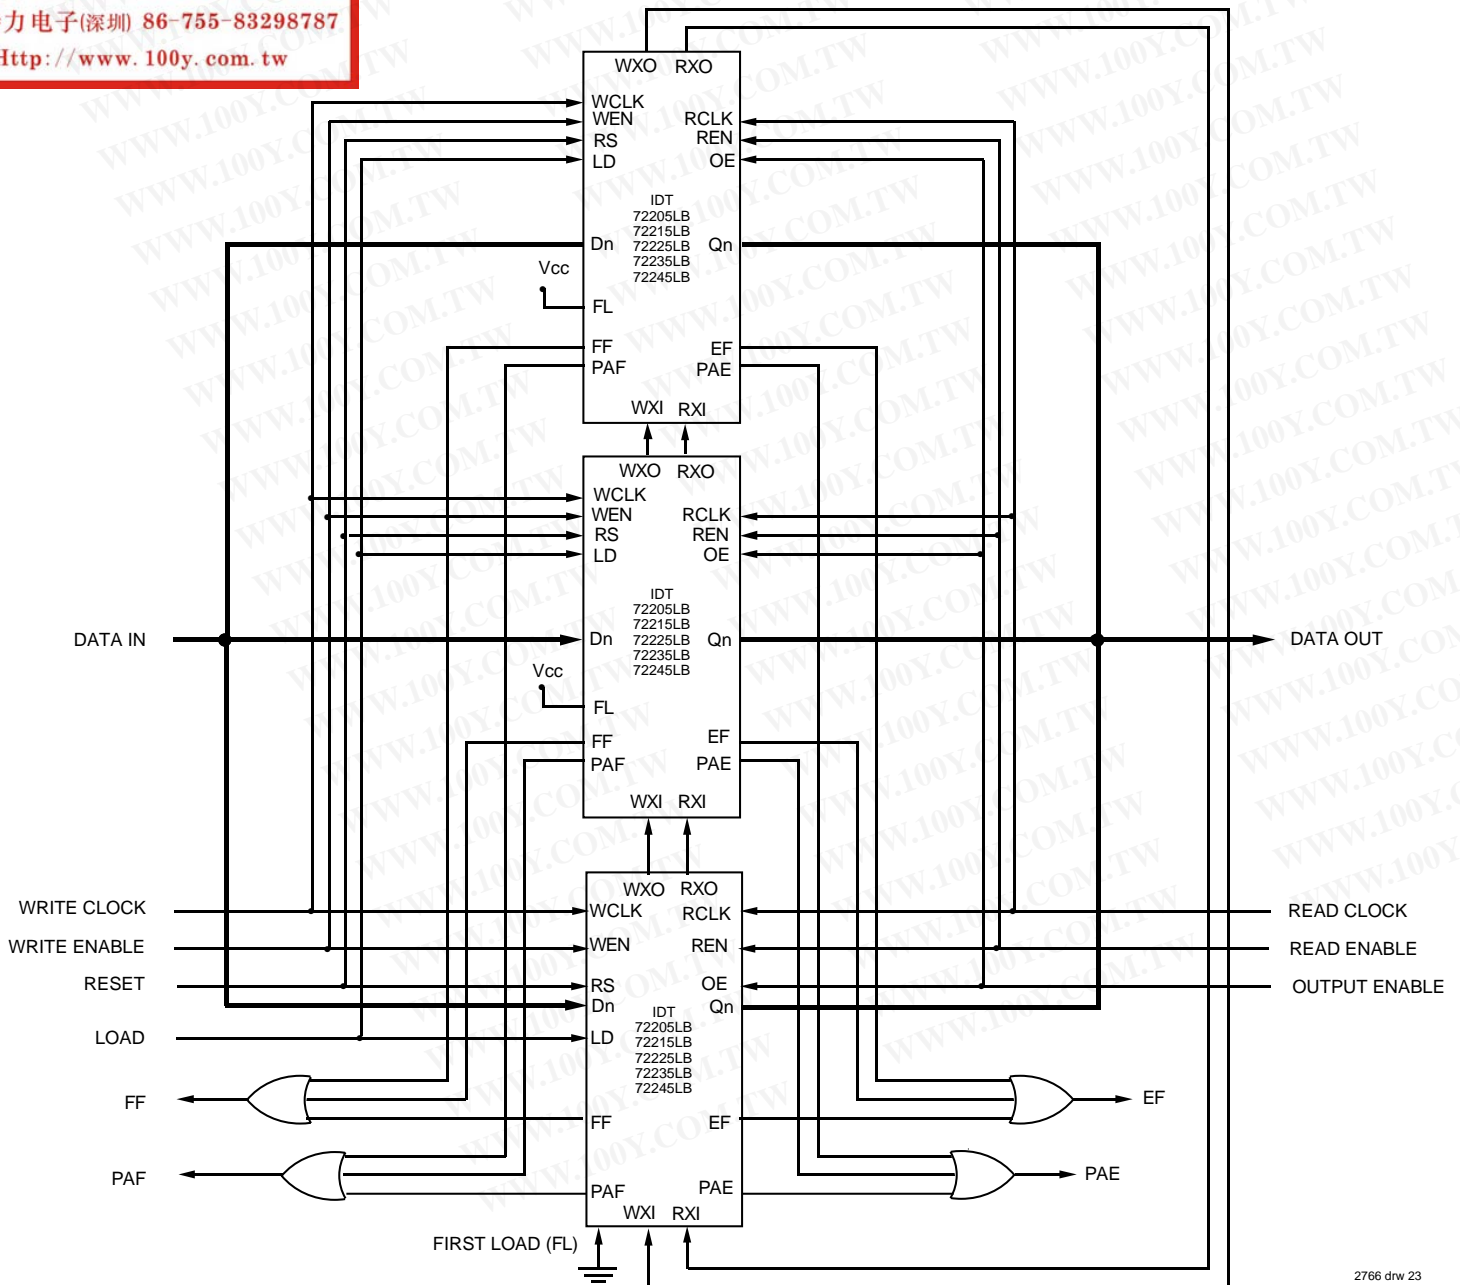 力电子(深圳) 86-755-83298787
Http://www.100y.com.tw
WXO RXO
WCLK
WEN
RS
LD
RCLK
REN
OE
IDT
72205LB
72215LB
72225LB
72235LB
72245LB
Dn
Qn
Vcc
FL
FF
PAF
EF
PAE
WXI RXI
WXO RXO
WCLK
WEN
RS
LD
RCLK
REN
OE
IDT
72205LB
72215LB
72225LB
72235LB
72245LB
DATA IN
Dn
Qn
DATA OUT
Vcc
FL
FF
PAF
EF
PAE
WXI RXI
WXO RXO
WRITE CLOCK
WCLK
RCLK
READ CLOCK
WRITE ENABLE
WEN
REN
READ ENABLE
RESET
RS
OE
OUTPUT ENABLE
Dn
Qn
IDT
72205LB
72215LB
72225LB
72235LB
72245LB
LOAD
LD
FF
FF
EF
EF
PAF
PAF
PAE
PAE
WXI RXI
FIRST LOAD (FL)
2766 drw 23
WWW.100Y.COM.TW